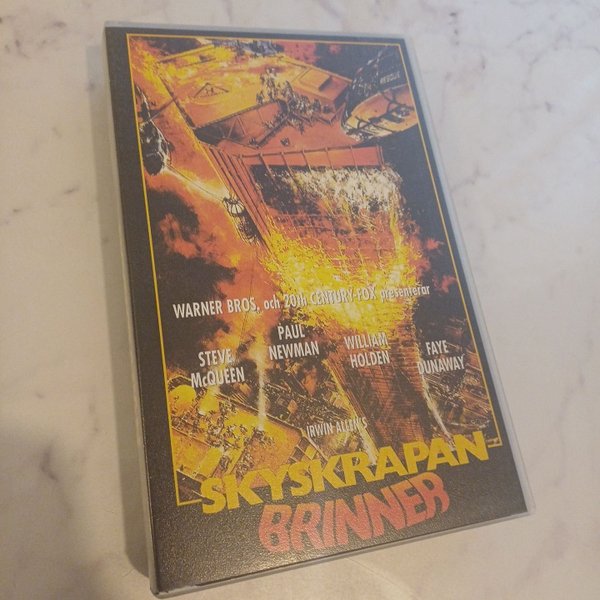 RESCUE
WARNER BROS. och 20th CENTURY-FOX presenterar
STEVE McQUEEN
PAUL NEWMAN
WILLIAM HOLDEN
FAYE DUNAWAY
IRWIN ALLEN'S
SKYSKRAPAN
BRINNER